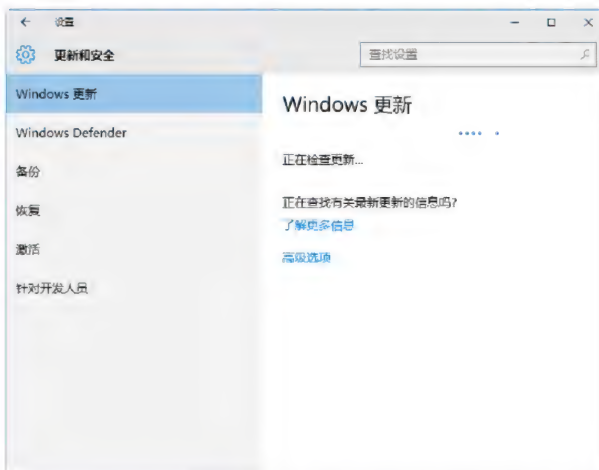 设置
更新和安全
查找设置
Windows 更新
Windows Defender
备份
恢复
激活
针对开发人员
Windows 更新
正在检查更新...
正在查找有关最新更新的信息吗?
了解更多信息
高级选项